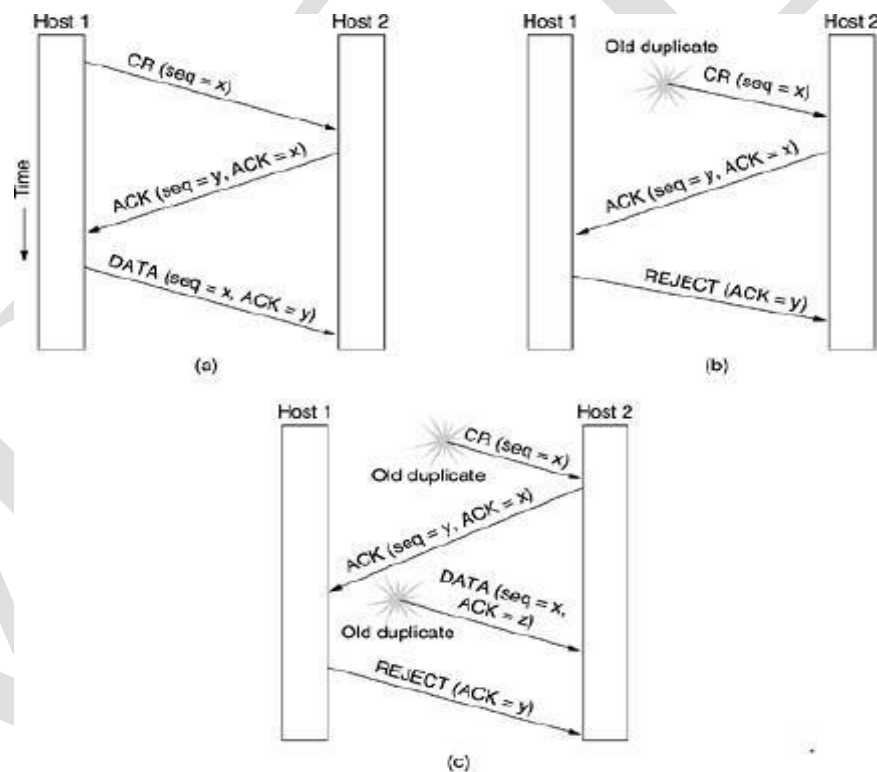 Host 1
Host 2
CR (seq = x)
ACK (seq = y, ACK = x)
DATA (seq = x, ACK = y)
Time
(a)
Host 1
Host 2
Old duplicate
CR (seq = x)
ACK (seq = y, ACK = x)
REJECT (ACK = y)
(b)
Host 1
Host 2
CR (seq = x)
Old duplicate
ACK (seq = y, ACK = x)
DATA (seq = x,
ACK = z)
Old duplicate
REJECT (ACK = y)
(c)